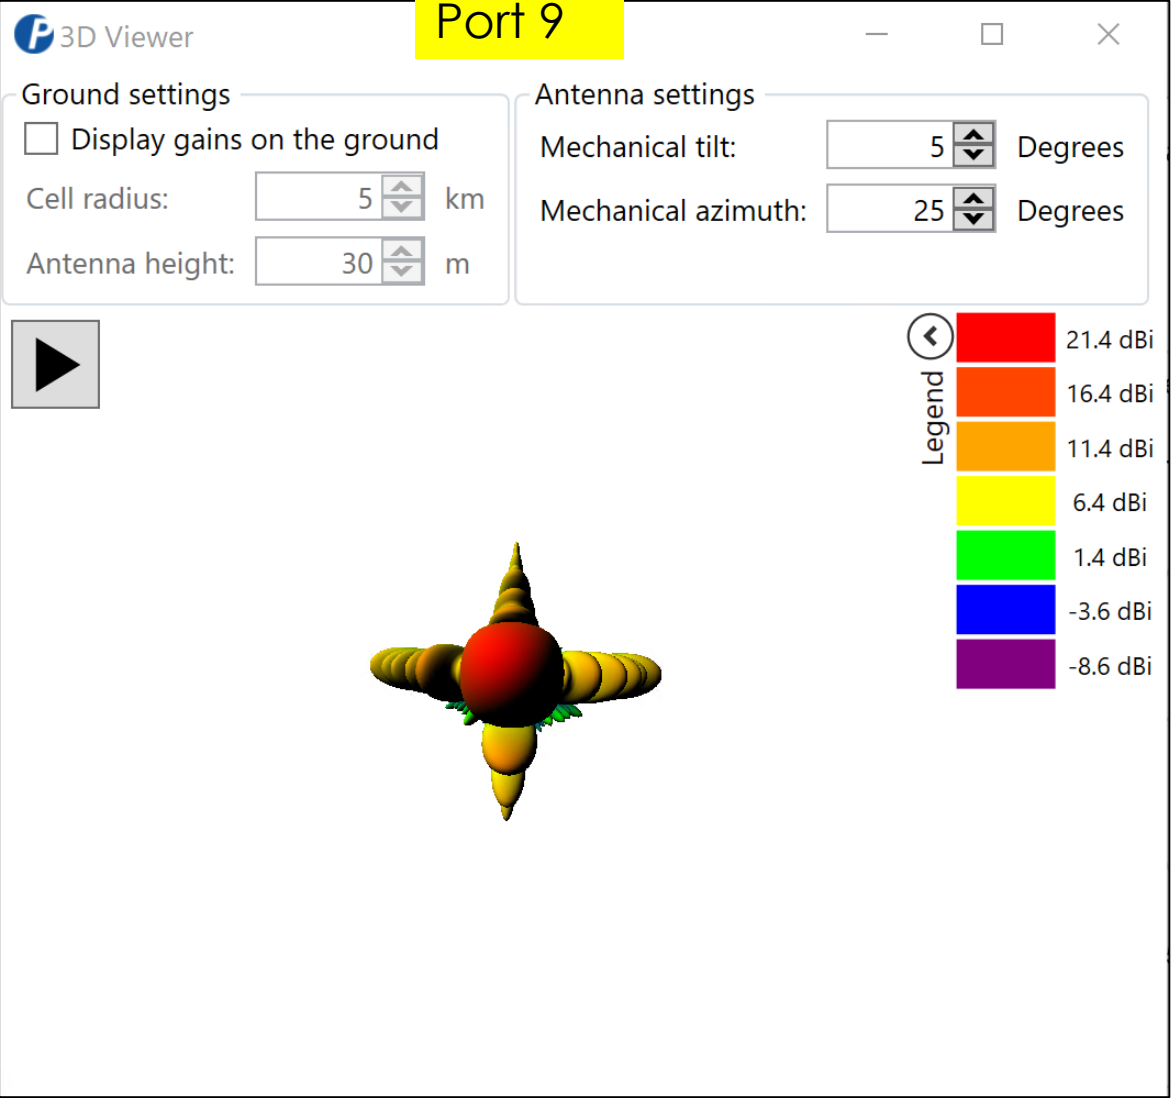 Port 9
3D Viewer
Ground settings
Display gains on the ground
Cell radius: 5 km
Antenna height: 30 m
Antenna settings
Mechanical tilt: 5 Degrees
Mechanical azimuth: 25 Degrees
Legend
21.4 dBi
16.4 dBi
11.4 dBi
6.4 dBi
1.4 dBi
-3.6 dBi
-8.6 dBi